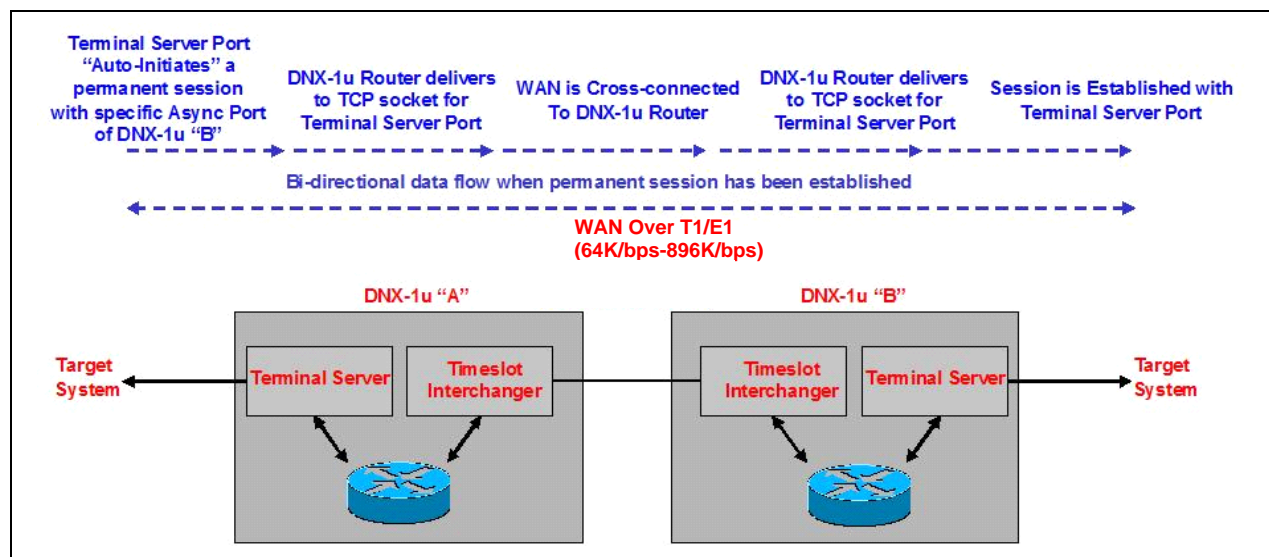 Terminal Server Port
“Auto-Initiates” a
permanent session
with specific Async Port
of DNX-1u “B”
DNX-1u Router delivers
to TCP socket for
Terminal Server Port
WAN is Cross-connected
To DNX-1u Router
DNX-1u Router delivers
to TCP socket for
Terminal Server Port
Session is Established with
Terminal Server Port
Bi-directional data flow when permanent session has been established
WAN Over T1/E1
(64K/bps-896K/bps)
DNX-1u “A”
DNX-1u “B”
Target
System
Terminal Server
Timeslot
Interchanger
Timeslot
Interchanger
Terminal Server
Target
System